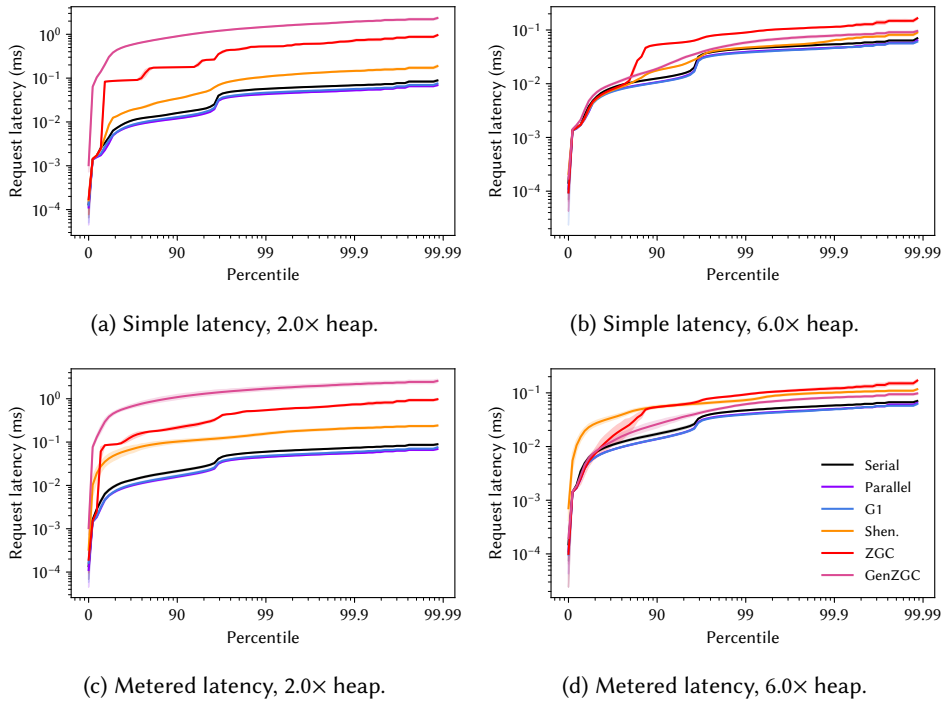 Request latency (ms)
10⁰
10⁻¹
10⁻²
10⁻³
10⁻⁴
0 90 99 99.9 99.99
Percentile
(a) Simple latency, 2.0× heap.
Request latency (ms)
10⁻¹
10⁻²
10⁻³
10⁻⁴
0 90 99 99.9 99.99
Percentile
(b) Simple latency, 6.0× heap.
Request latency (ms)
10⁰
10⁻¹
10⁻²
10⁻³
10⁻⁴
0 90 99 99.9 99.99
Percentile
(c) Metered latency, 2.0× heap.
Request latency (ms)
10⁻¹
10⁻²
10⁻³
10⁻⁴
Serial
Parallel
G1
Shen.
ZGC
GenZGC
0 90 99 99.9 99.99
Percentile
(d) Metered latency, 6.0× heap.